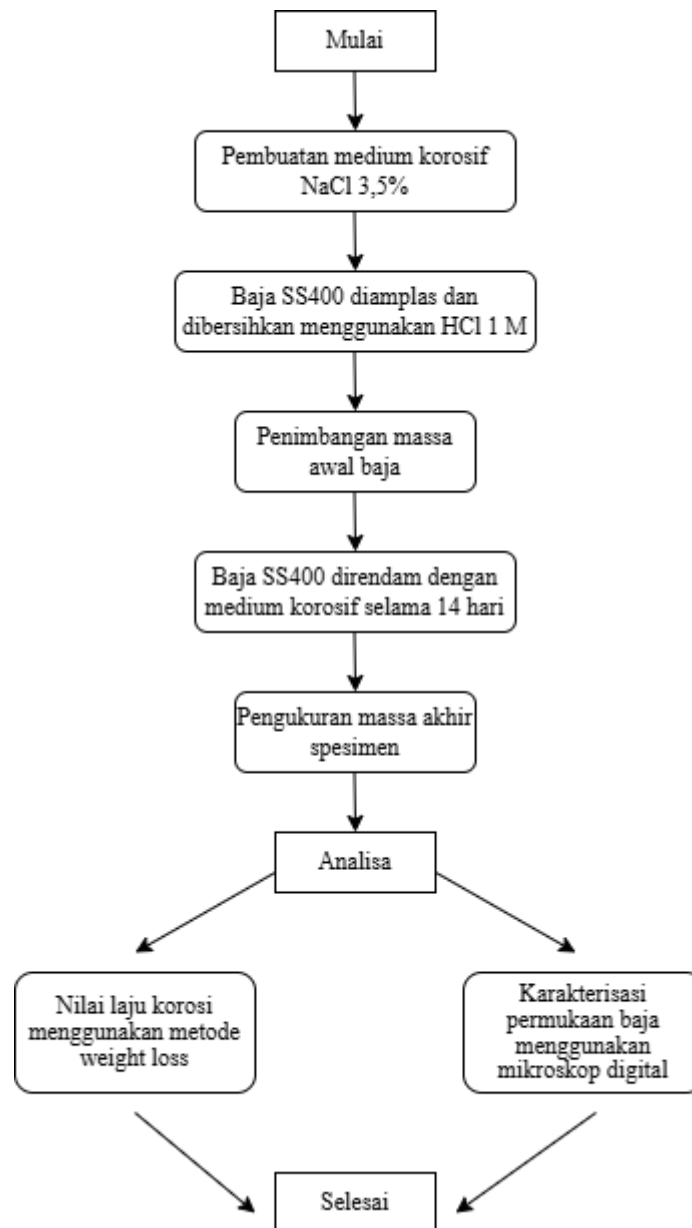 Mulai
Pembuatan medium korosif
NaCl 3,5%
Baja SS400 diamplas dan
dibersihkan menggunakan HCl 1 M
Penimbangan massa
awal baja
Baja SS400 direndam dengan
medium korosif selama 14 hari
Pengukuran massa akhir
spesimen
Analisa
Nilai laju korosi
menggunakan metode
weight loss
Karakterisasi
permukaan baja
menggunakan
mikroskop digital
Selesai